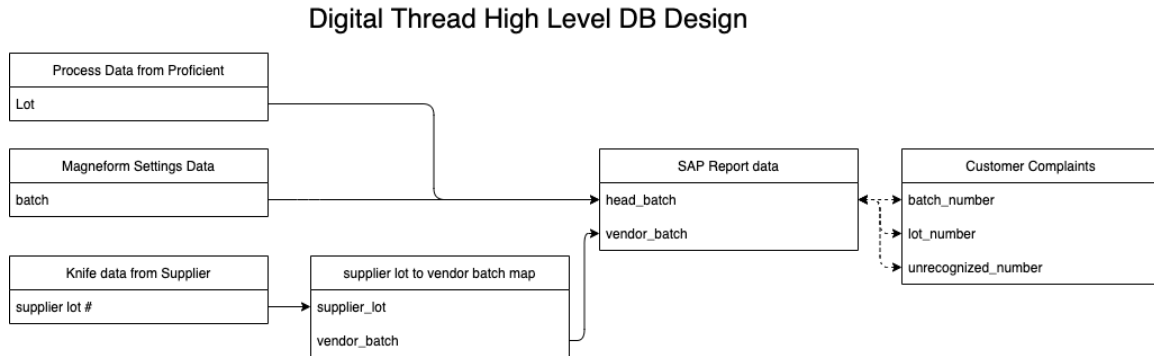 Digital Thread High Level DB Design
Process Data from Proficient
Lot
Magneform Settings Data
batch
Knife data from Supplier
supplier lot #
supplier lot to vendor batch map
supplier_lot
vendor_batch
SAP Report data
head_batch
vendor_batch
Customer Complaints
batch_number
lot_number
unrecognized_number